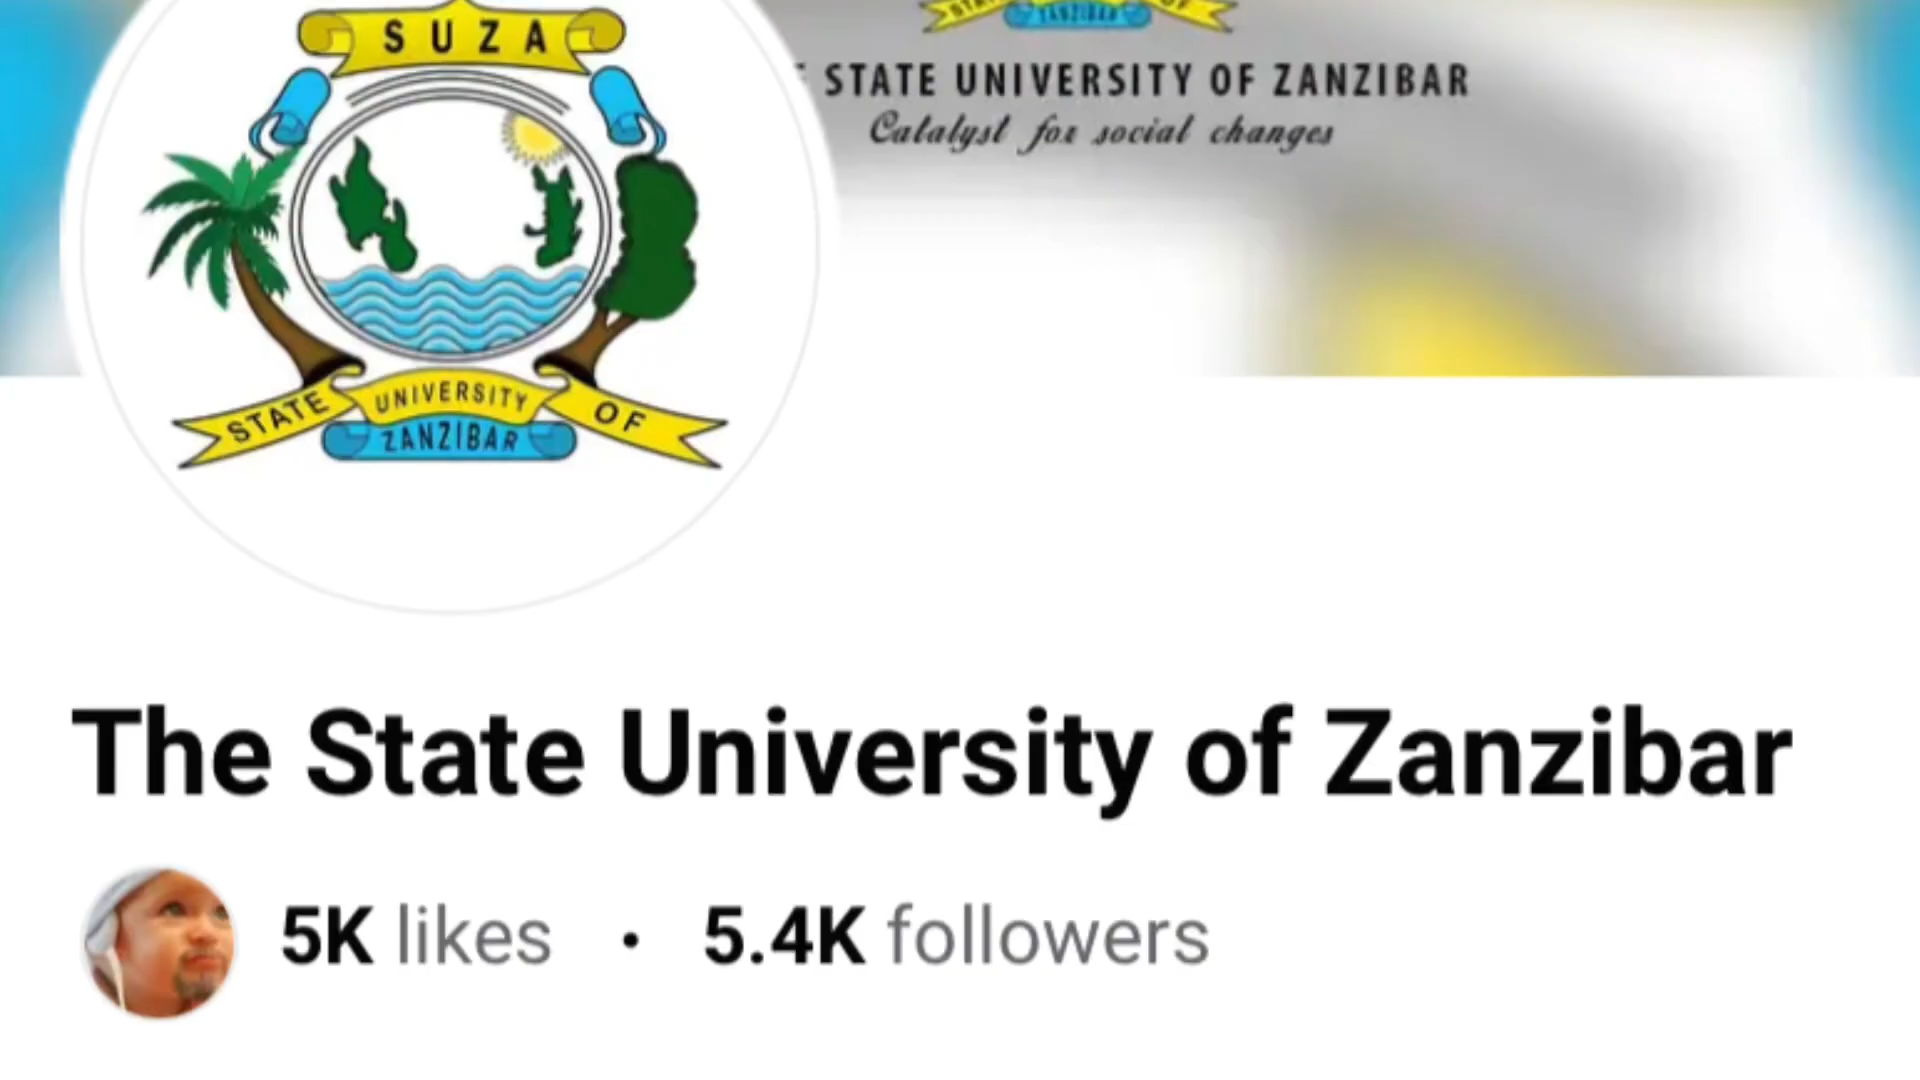 SUZA
STATE UNIVERSITY OF
ZANZIBAR
ZANZIBAR
STATE UNIVERSITY OF ZANZIBAR
Catalyst for social changes
The State University of Zanzibar
5K likes · 5.4K followers